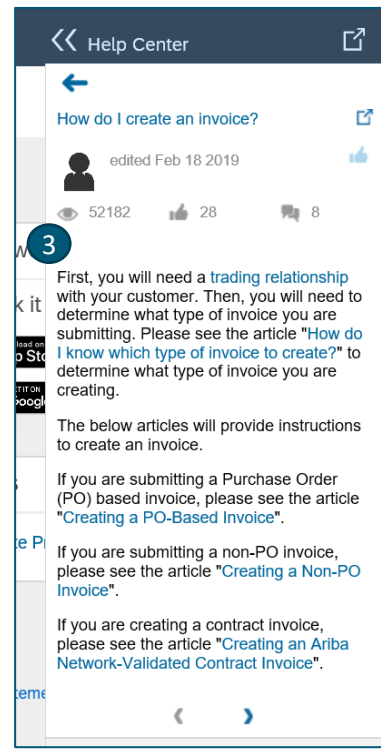 Help Center
How do I create an invoice?
edited Feb 18 2019
52182 28 8
3
First, you will need a trading relationship
with your customer. Then, you will need to
determine what type of invoice you are
submitting. Please see the article "How do
I know which type of invoice to create?" to
determine what type of invoice you are
creating.
The below articles will provide instructions
to create an invoice.
If you are submitting a Purchase Order
(PO) based invoice, please see the article
"Creating a PO-Based Invoice".
If you are submitting a non-PO invoice,
please see the article "Creating a Non-PO
Invoice".
If you are creating a contract invoice,
please see the article "Creating an Ariba
Network-Validated Contract Invoice".